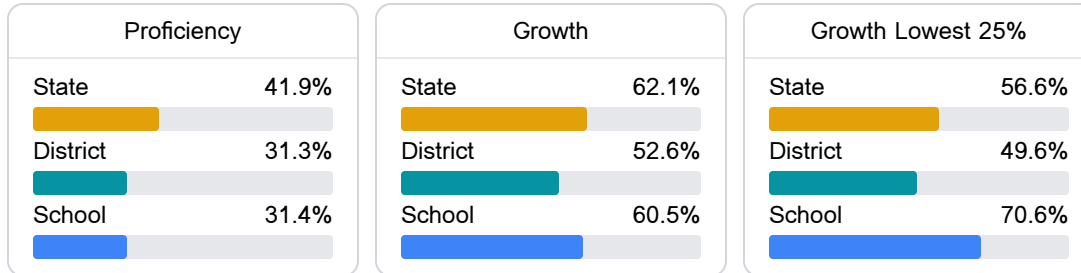 Proficiency
State 41.9%
District 31.3%
School 31.4%
Growth
State 62.1%
District 52.6%
School 60.5%
Growth Lowest 25%
State 56.6%
District 49.6%
School 70.6%